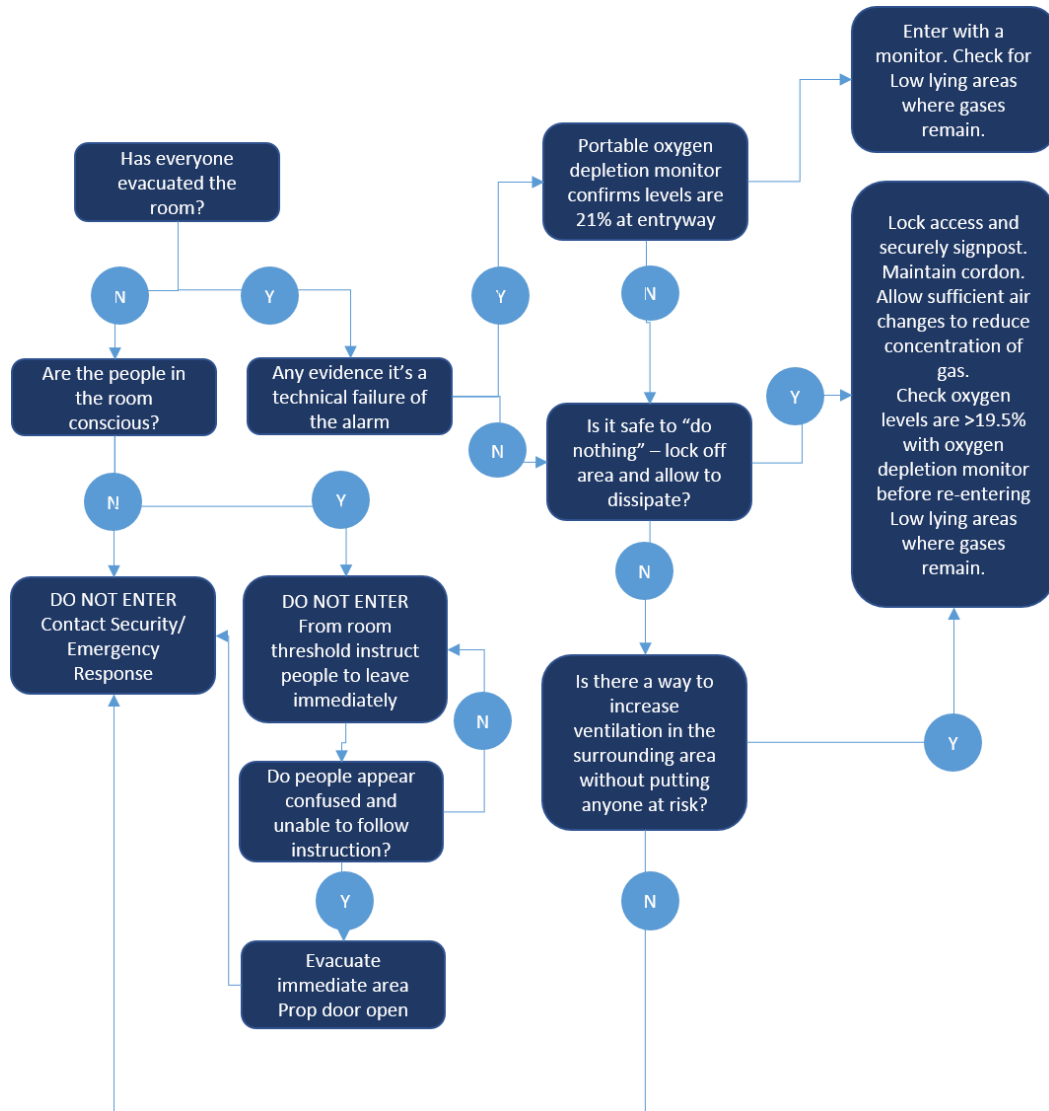 Enter with a
monitor. Check for
Low lying areas
where gases
remain.
Has everyone
evacuated the
room?
Portable oxygen
depletion monitor
confirms levels are
21% at entryway
Lock access and
securely signpost.
Maintain cordon.
Allow sufficient air
changes to reduce
concentration of
gas.
Check oxygen
levels are >19.5%
with oxygen
depletion monitor
before re-entering
Low lying areas
where gases
remain.
N
Y
Y
N
Are the people in
the room
conscious?
Any evidence it's a
technical failure of
the alarm
Y
N
Is it safe to “do
nothing” – lock off
area and allow to
dissipate?
N
Y
N
DO NOT ENTER
Contact Security/
Emergency
Response
DO NOT ENTER
From room
threshold instruct
people to leave
immediately
N
Is there a way to
increase
ventilation in the
surrounding area
without putting
anyone at risk?
Y
Do people appear
confused and
unable to follow
instruction?
Y
N
Evacuate
immediate area
Prop door open